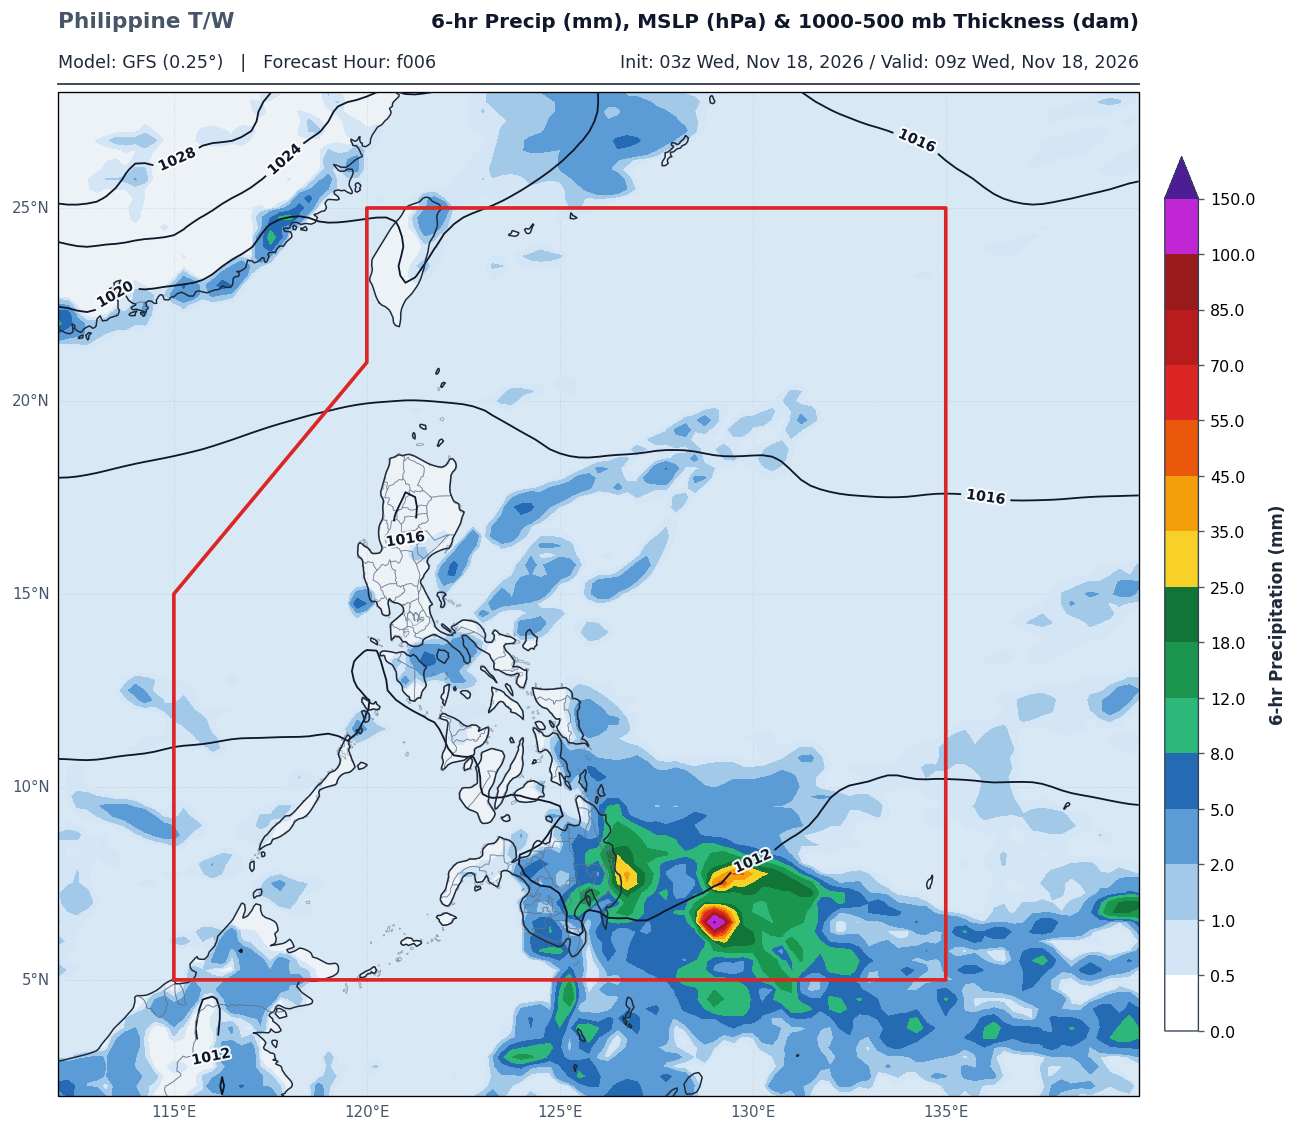 Philippine T/W
6-hr Precip (mm), MSLP (hPa) & 1000-500 mb Thickness (dam)
Model: GFS (0.25°) | Forecast Hour: f006
Init: 03z Wed, Nov 18, 2026 / Valid: 09z Wed, Nov 18, 2026
1028
1024
1016
1020
1016
1016
1012
1012
25°N
20°N
15°N
10°N
5°N
115°E
120°E
125°E
130°E
135°E
150.0
100.0
85.0
70.0
55.0
45.0
35.0
25.0
18.0
12.0
8.0
5.0
2.0
1.0
0.5
0.0
6-hr Precipitation (mm)